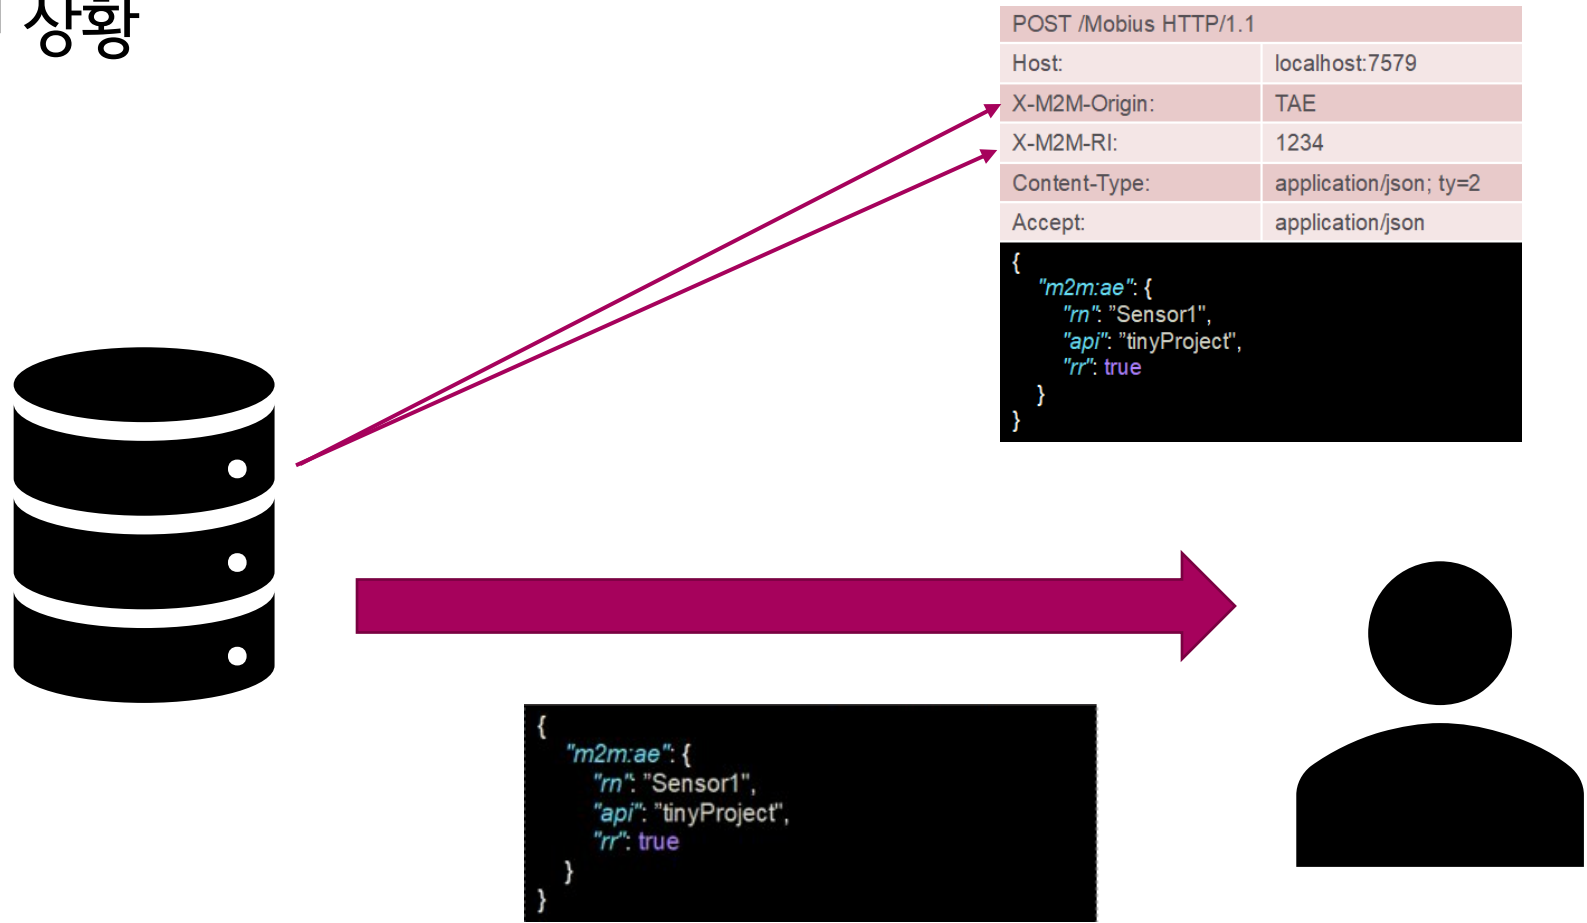 상황
POST /Mobius HTTP/1.1
Host: localhost:7579
X-M2M-Origin: TAE
X-M2M-RI: 1234
Content-Type: application/json; ty=2
Accept: application/json
{
"m2m:ae": {
"rn": ”Sensor1",
"api": ”tinyProject",
"rr": true
}
}
{
"m2m:ae": {
"rn": ”Sensor1",
"api": ”tinyProject",
"rr": true
}
}